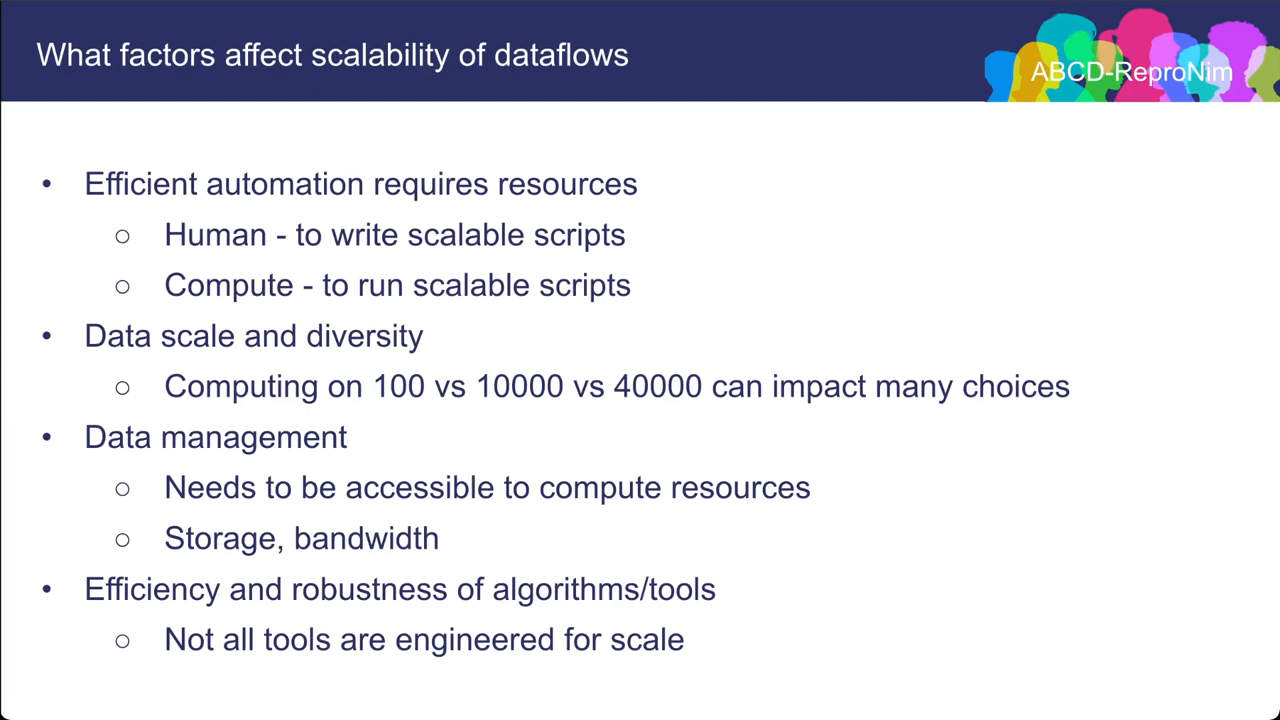 What factors affect scalability of dataflows
ABCD-ReproNim
• Efficient automation requires resources
○ Human - to write scalable scripts
○ Compute - to run scalable scripts
• Data scale and diversity
○ Computing on 100 vs 10000 vs 40000 can impact many choices
• Data management
○ Needs to be accessible to compute resources
○ Storage, bandwidth
• Efficiency and robustness of algorithms/tools
○ Not all tools are engineered for scale